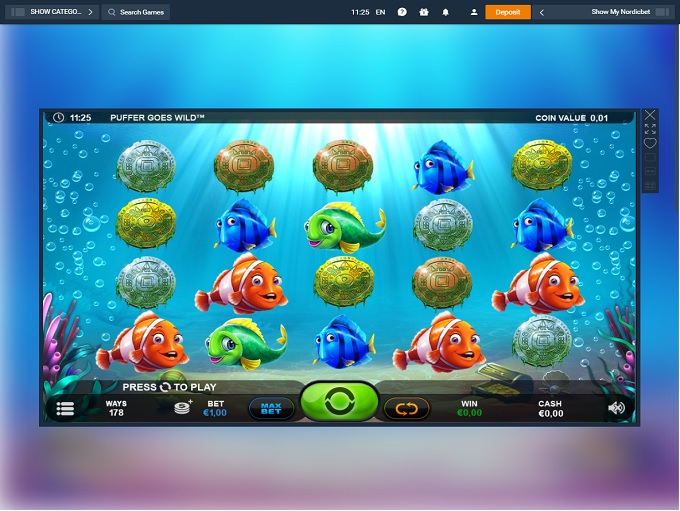 SHOW CATEGO...
Search Games
11:25 EN
Deposit
Show My Nordicbet
11:25
PUFFER GOES WILD™
COIN VALUE 0,01
PRESS TO PLAY
WAYS
178
BET
€1,00
MAX
BET
WIN
€0,00
CASH
€0,00